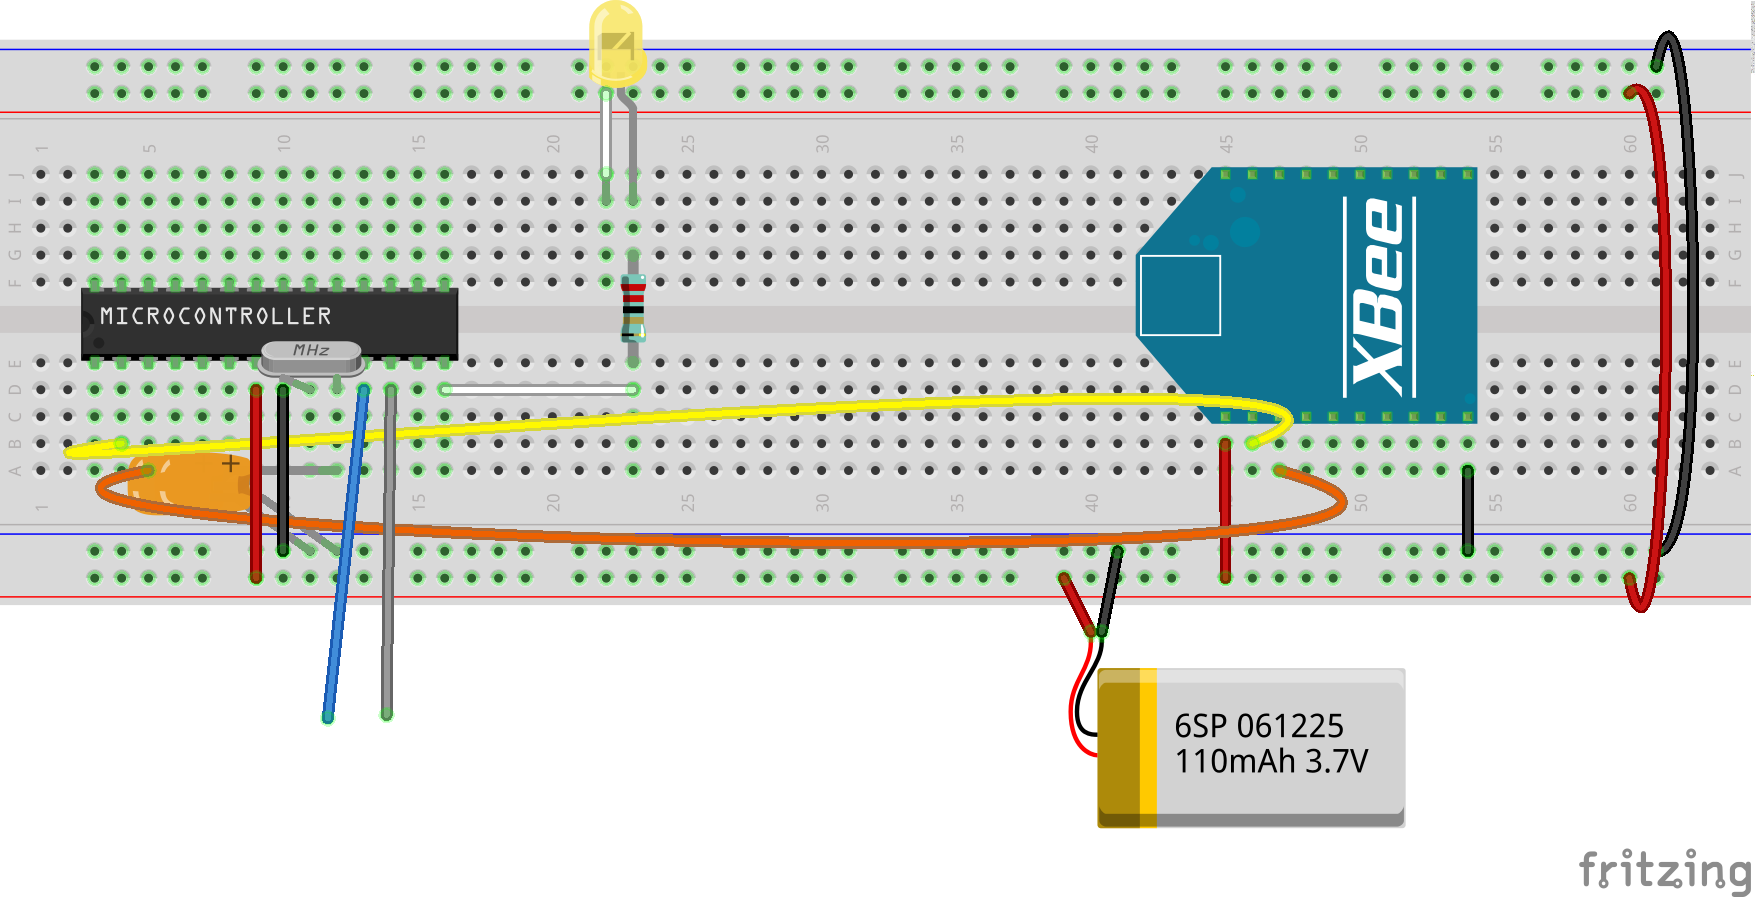 1 5 10 15 20 25 30 35 40 45 50 55 60
J J
I I
H H
G G
F F
MICROCONTROLLER
MHz
XBee
E E
D D
C C
B B
+
A A
1 15 20 25 30 35 40 50 55 60
6SP 061225
110mAh 3.7V
fritzing